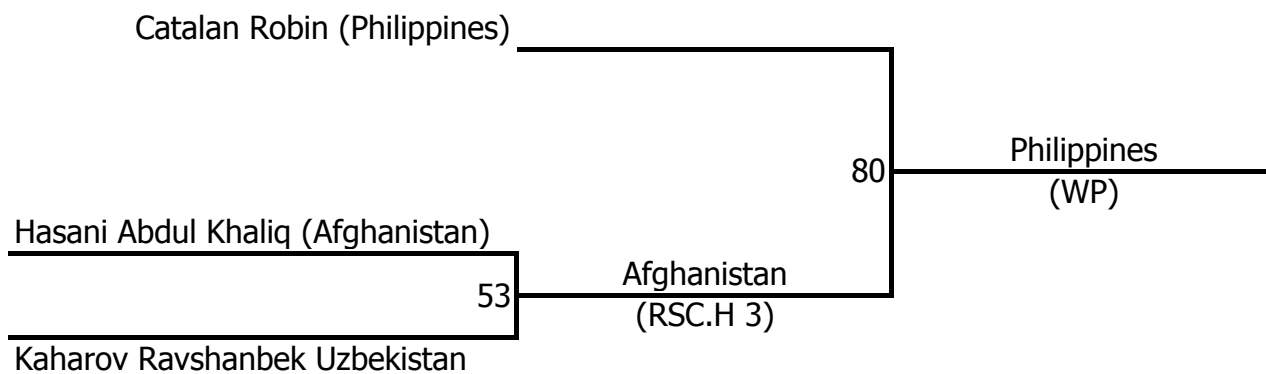 Catalan Robin (Philippines)
80
Philippines
(WP)
Hasani Abdul Khaliq (Afghanistan)
53
Afghanistan
(RSC.H 3)
Kaharov Ravshanbek Uzbekistan